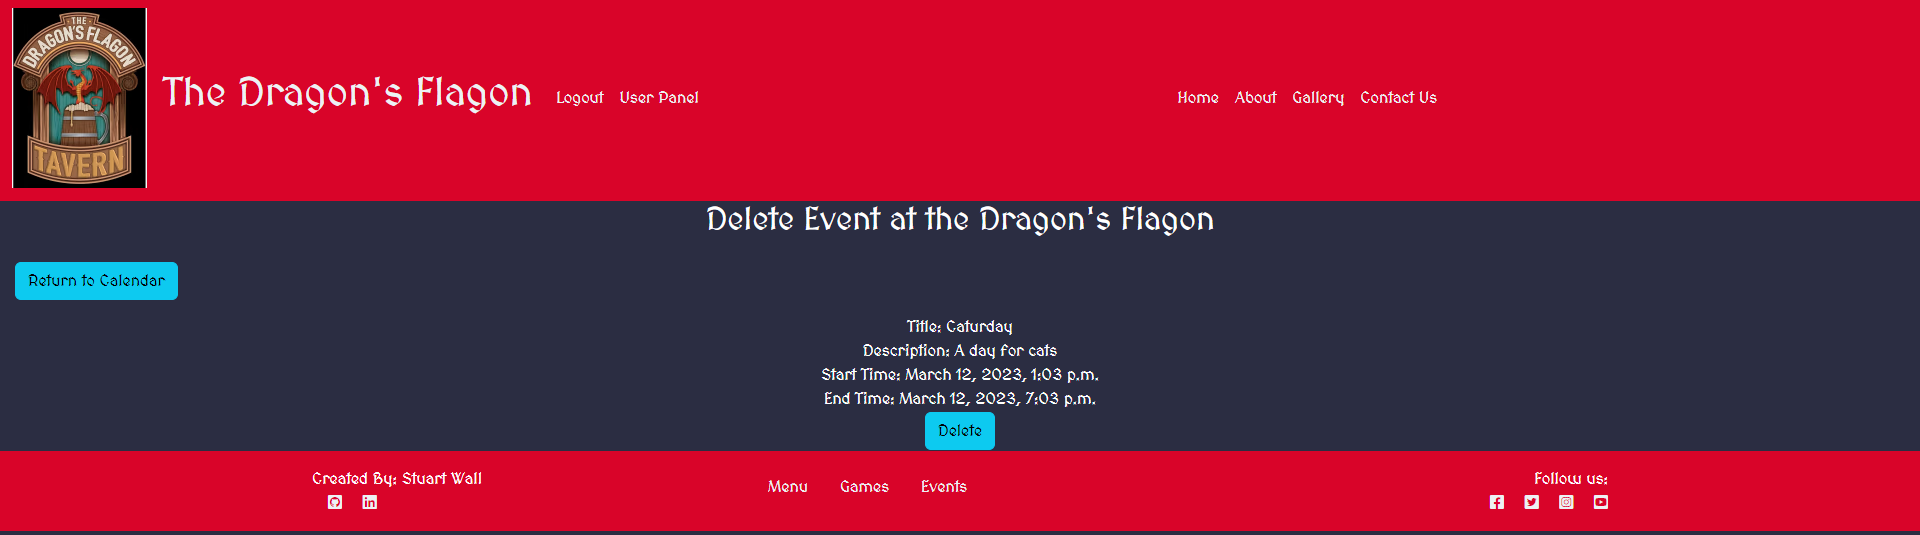 THE
DRAGON'S FLAGON
TAVERN
The Dragon's Flagon
Logout User Panel
Home About Gallery Contact Us
Delete Event at the Dragon's Flagon
Return to Calendar
Title: Caturday
Description: A day for cats
Start Time: March 12, 2023, 1:03 p.m.
End Time: March 12, 2023, 7:03 p.m.
Delete
Created By: Stuart Wall
in
Menu Games Events
Follow us: